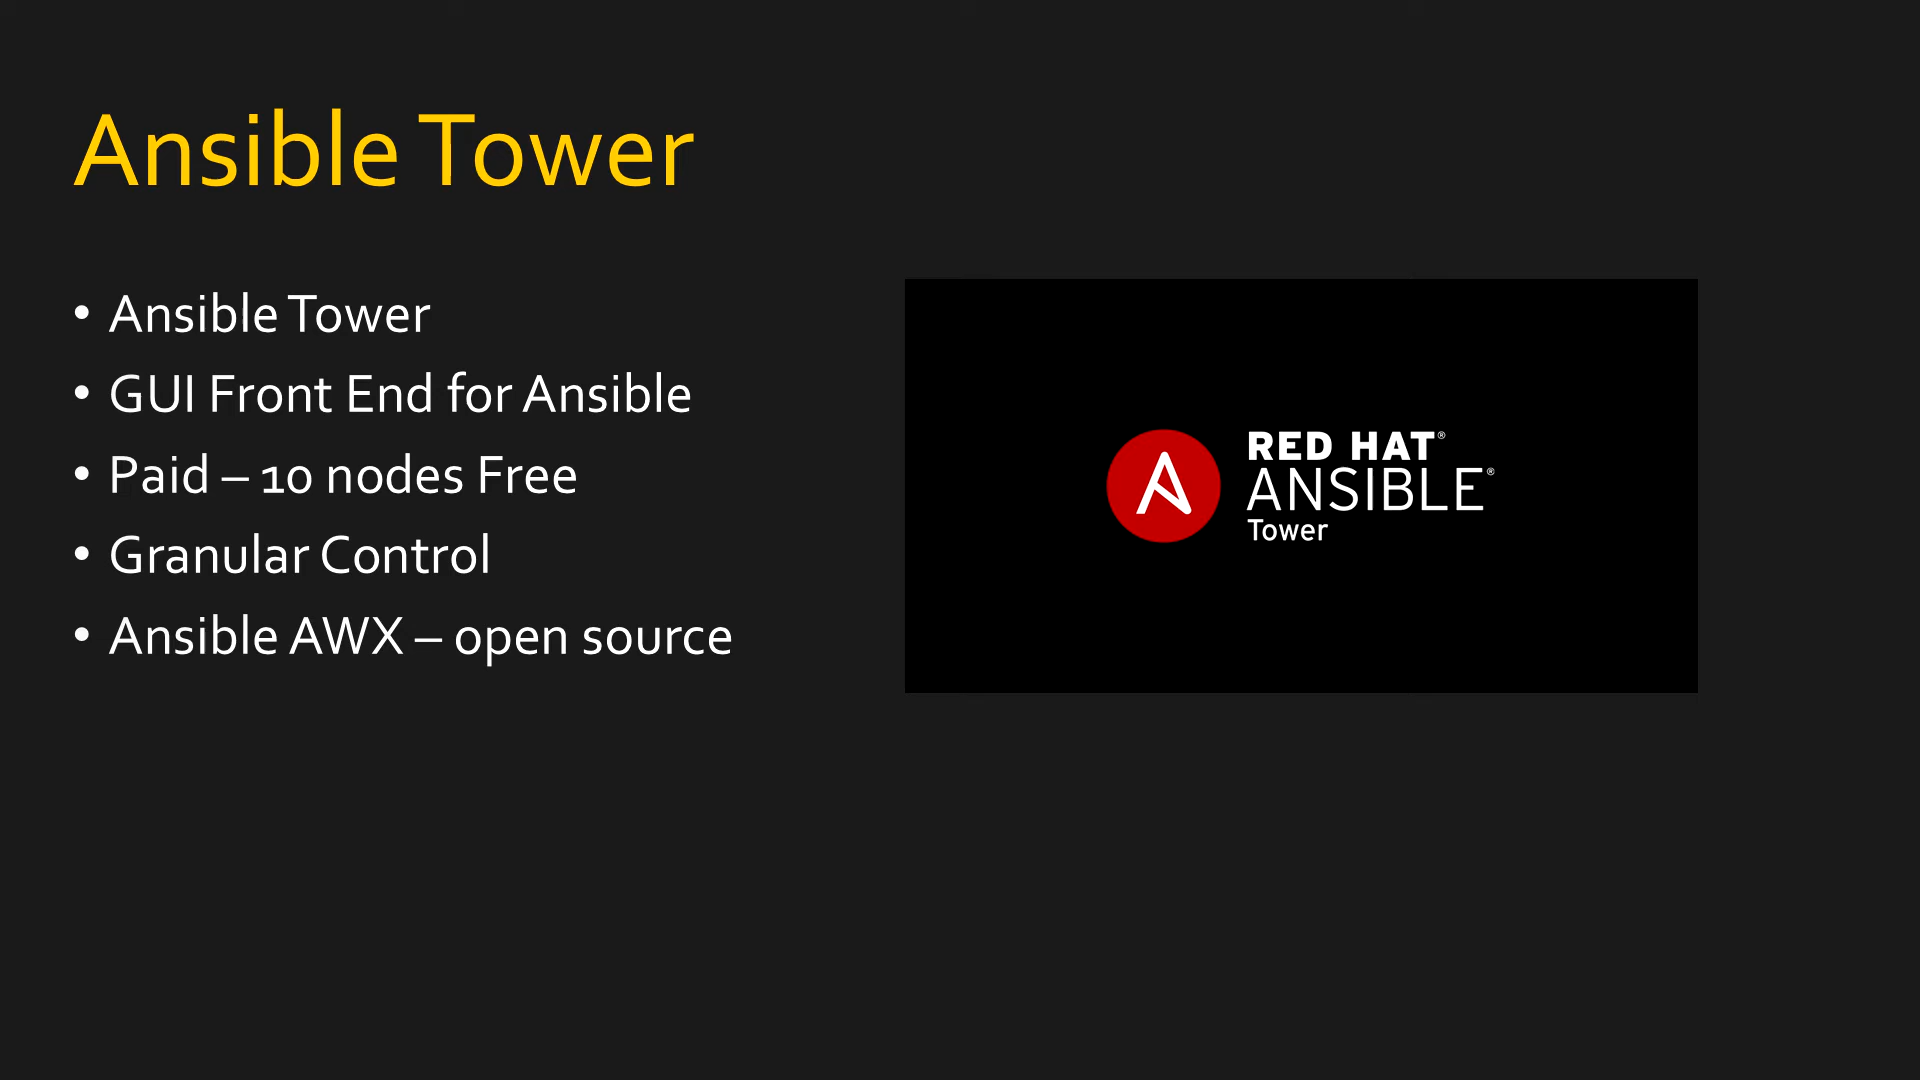 Ansible Tower
• Ansible Tower
• GUI Front End for Ansible
• Paid – 10 nodes Free
• Granular Control
• Ansible AWX – open source
RED HAT®
ANSIBLE®
Tower